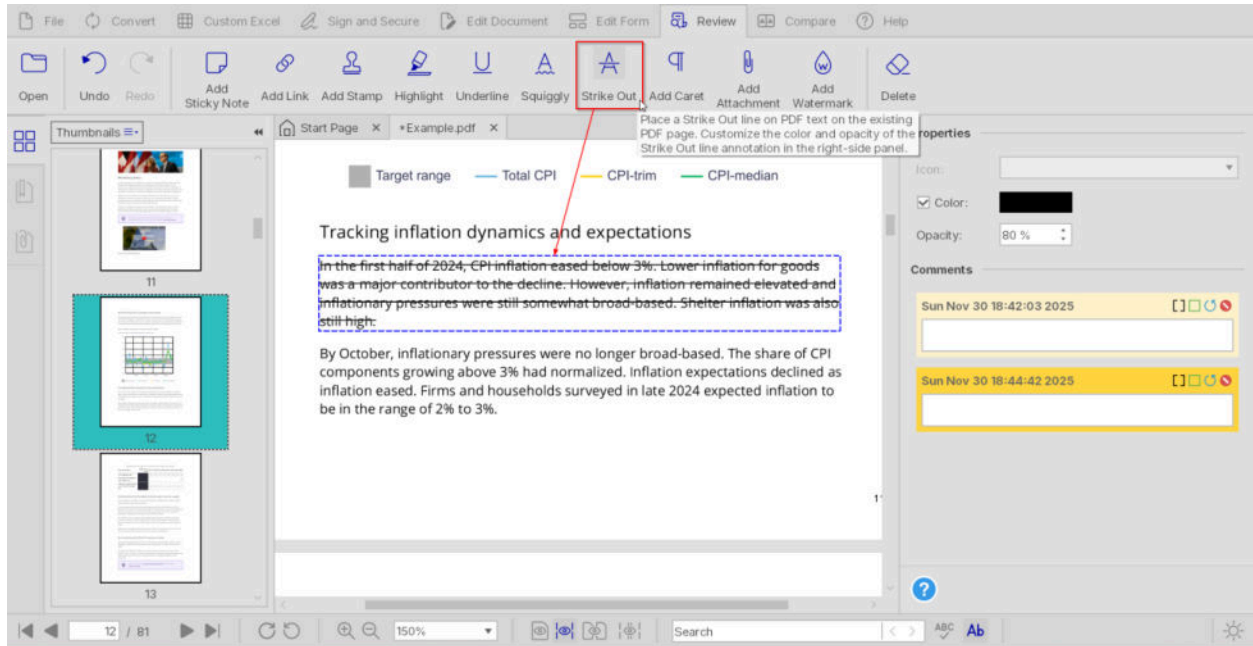 File Convert Custom Excel Sign and Secure Edit Document Edit Form Review Compare Help
Open Undo Redo Add Sticky Note Add Link Add Stamp Highlight Underline Squiggly Strike Out Add Caret Add Attachment Add Watermark Delete
Place a Strike Out line on PDF text on the existing
PDF page. Customize the color and opacity of the
Strike Out line annotation in the right-side panel.
Thumbnails
Start Page
*Example.pdf
11
12
13
Target range Total CPI CPI-trim CPI-median
Tracking inflation dynamics and expectations
In the first half of 2024, CPI inflation eased below 3%. Lower inflation for goods
was a major contributor to the decline. However, inflation remained elevated and
inflationary pressures were still somewhat broad-based. Shelter inflation was also
still high.
By October, inflationary pressures were no longer broad-based. The share of CPI
components growing above 3% had normalized. Inflation expectations declined as
inflation eased. Firms and households surveyed in late 2024 expected inflation to
be in the range of 2% to 3%.
roperties
Icon:
Color:
Opacity: 80 %
Comments
Sun Nov 30 18:42:03 2025
Sun Nov 30 18:44:42 2025
12 / 81
150%
Search
ABC
Ab